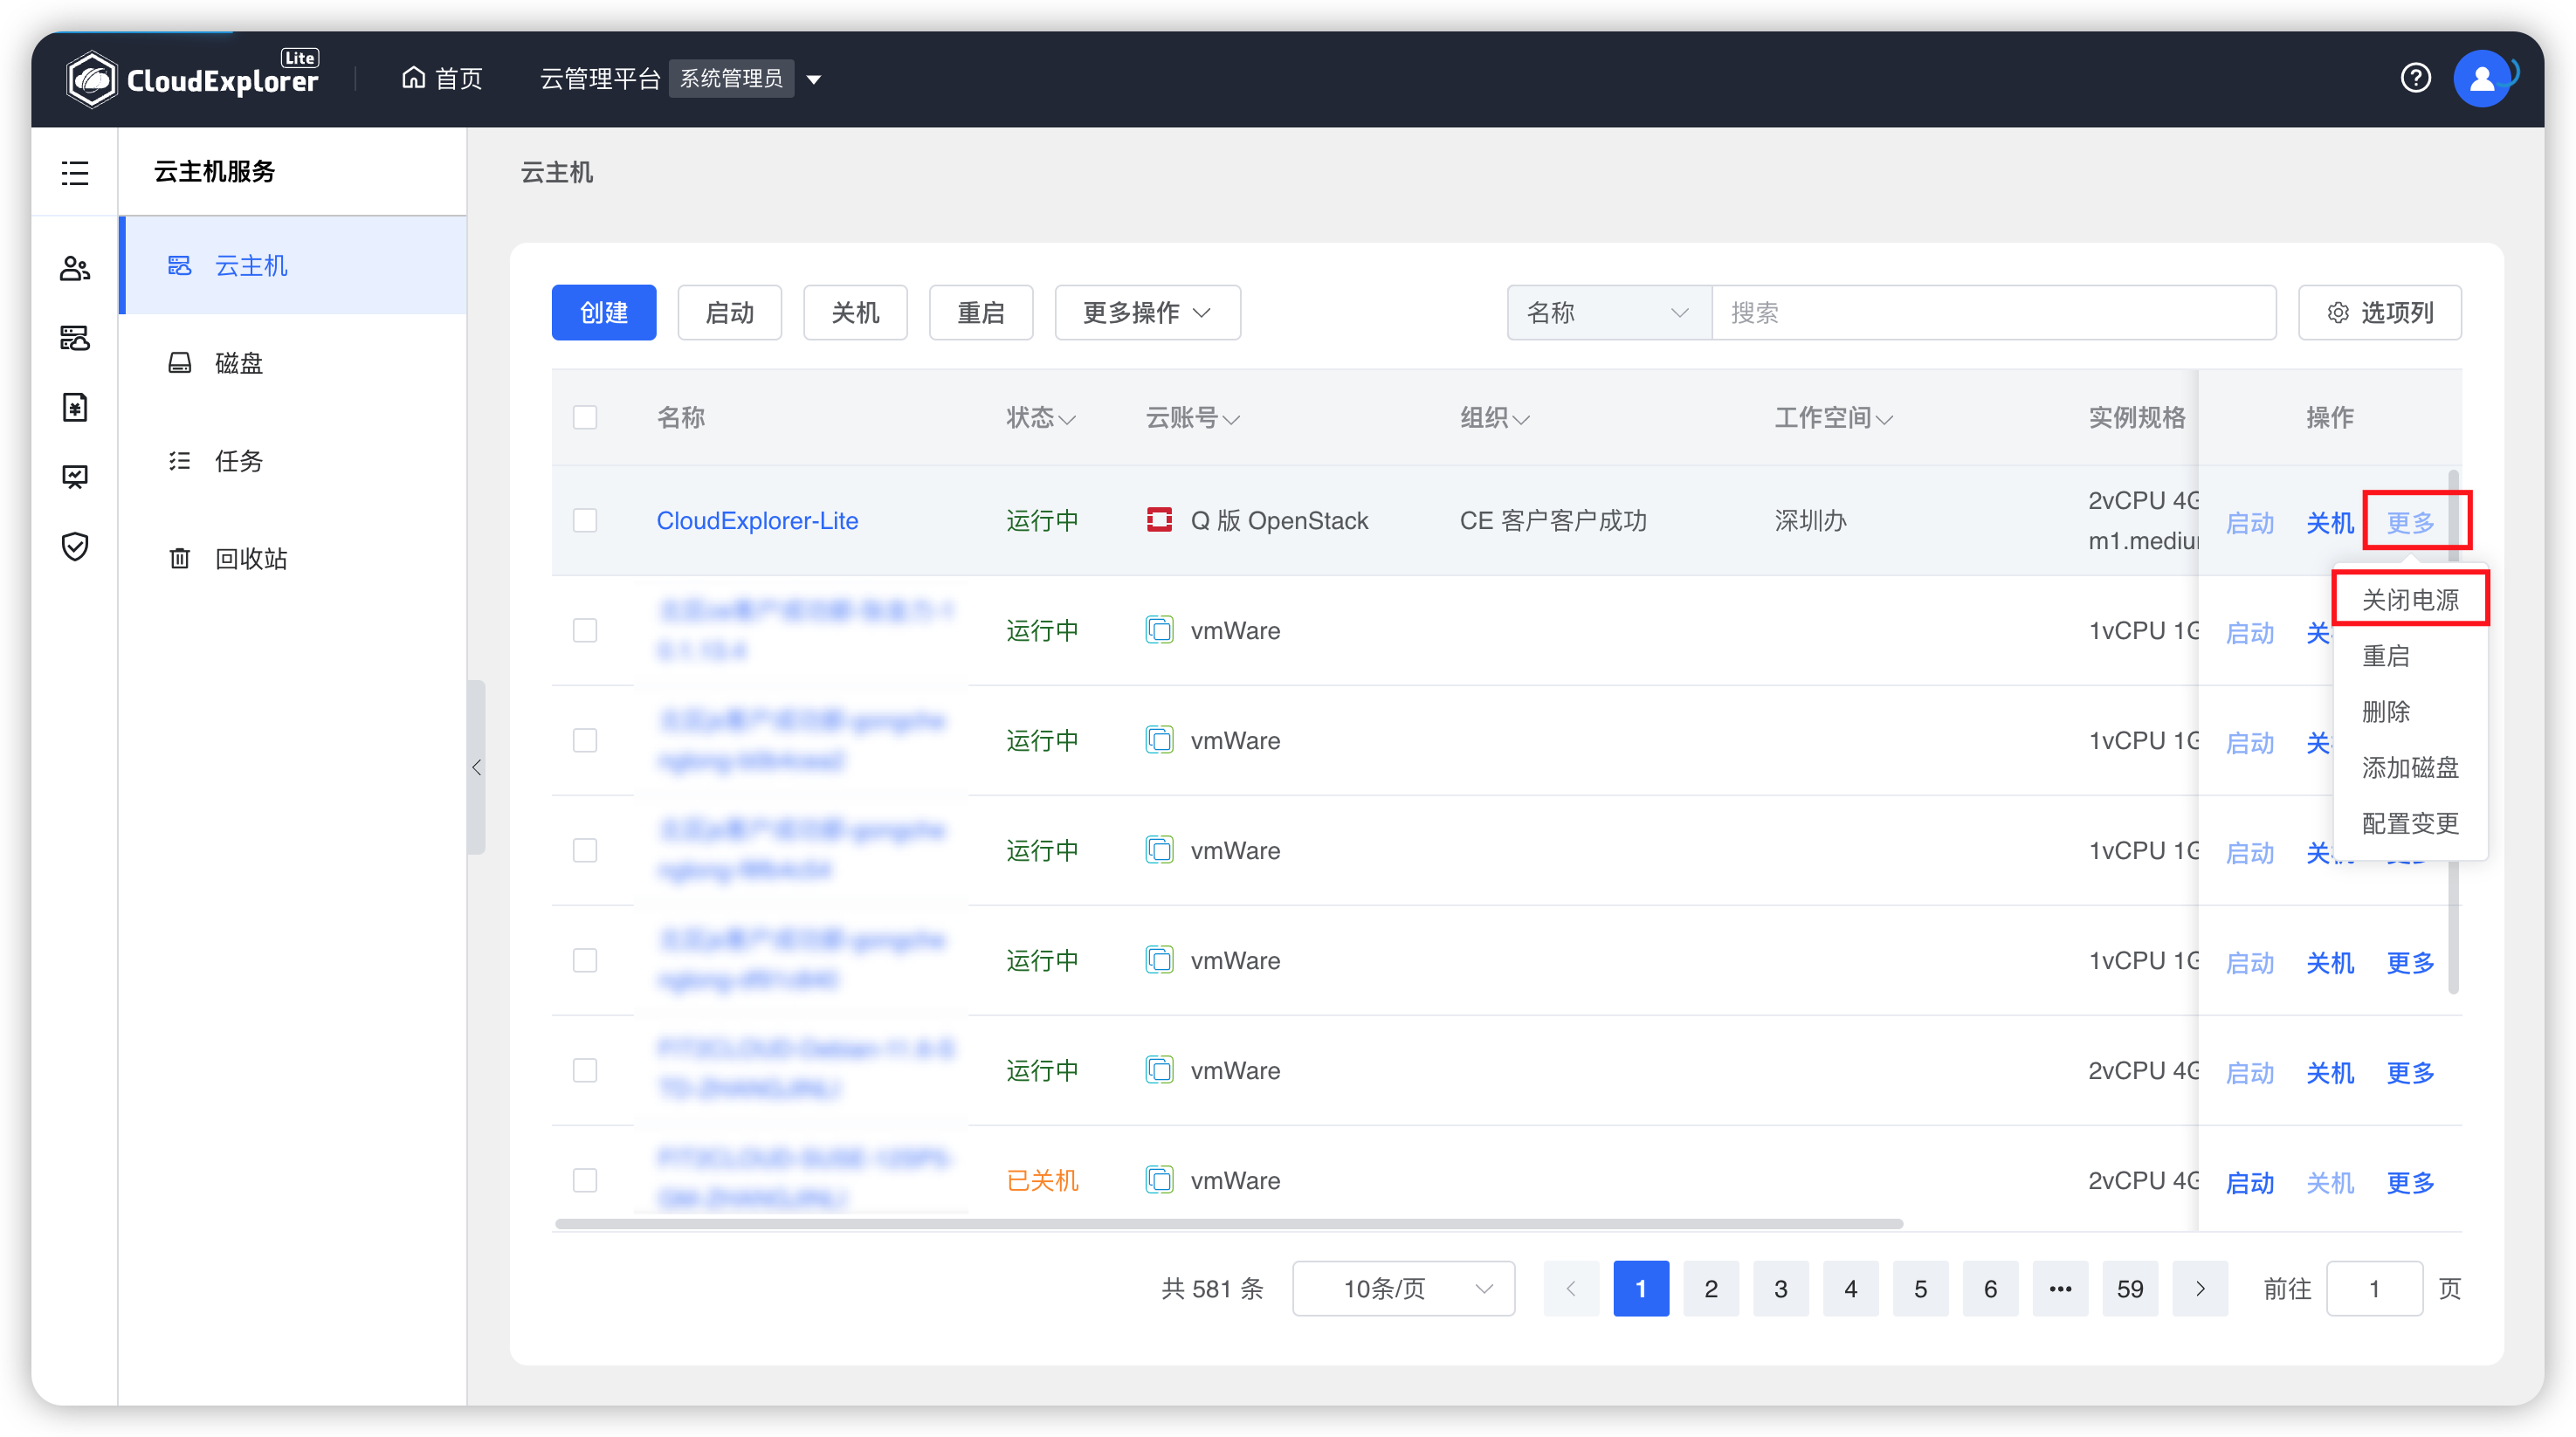 CloudExplorer Lite
首页
云管理平台 系统管理员
云主机服务
云主机
磁盘
任务
回收站
云主机
创建 启动 关机 重启 更多操作 名称 搜索 选项列
名称 状态 云账号 组织 工作空间 实例规格 操作
CloudExplorer-Lite 运行中 Q 版 OpenStack CE 客户客户成功 深圳办 2vCPU 4G 启动 关机 更多
m1.medium
运行中 vmWare 1vCPU 1G 启动
运行中 vmWare 1vCPU 1G 启动
运行中 vmWare 1vCPU 1G 启动
运行中 vmWare 1vCPU 1G 启动 关机 更多
运行中 vmWare 2vCPU 4G 启动 关机 更多
已关机 vmWare 2vCPU 4G 启动 关机 更多
关闭电源
重启
删除
添加磁盘
配置变更
共 581 条 10条/页 1 2 3 4 5 6 ••• 59 前往 1 页